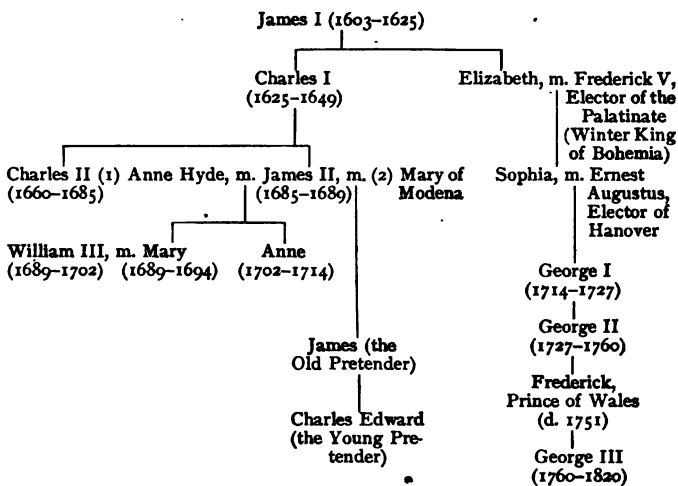 James I (1603–1625)
Charles I
(1625–1649)
Elizabeth, m. Frederick V,
Elector of the
Palatinate
(Winter King
of Bohemia)
Charles II (1) Anne Hyde, m. James II, m. (2) Mary of
(1660–1685) (1685–1689) Modena
Sophia, m. Ernest
Augustus,
Elector of
Hanover
William III, m. Mary Anne
(1689–1702) (1689–1694) (1702–1714)
George I
(1714–1727)
George II
(1727–1760)
James (the
Old Pretender)
Frederick,
Prince of Wales
(d. 1751)
Charles Edward
(the Young Pre-
tender)
George III
(1760–1820)